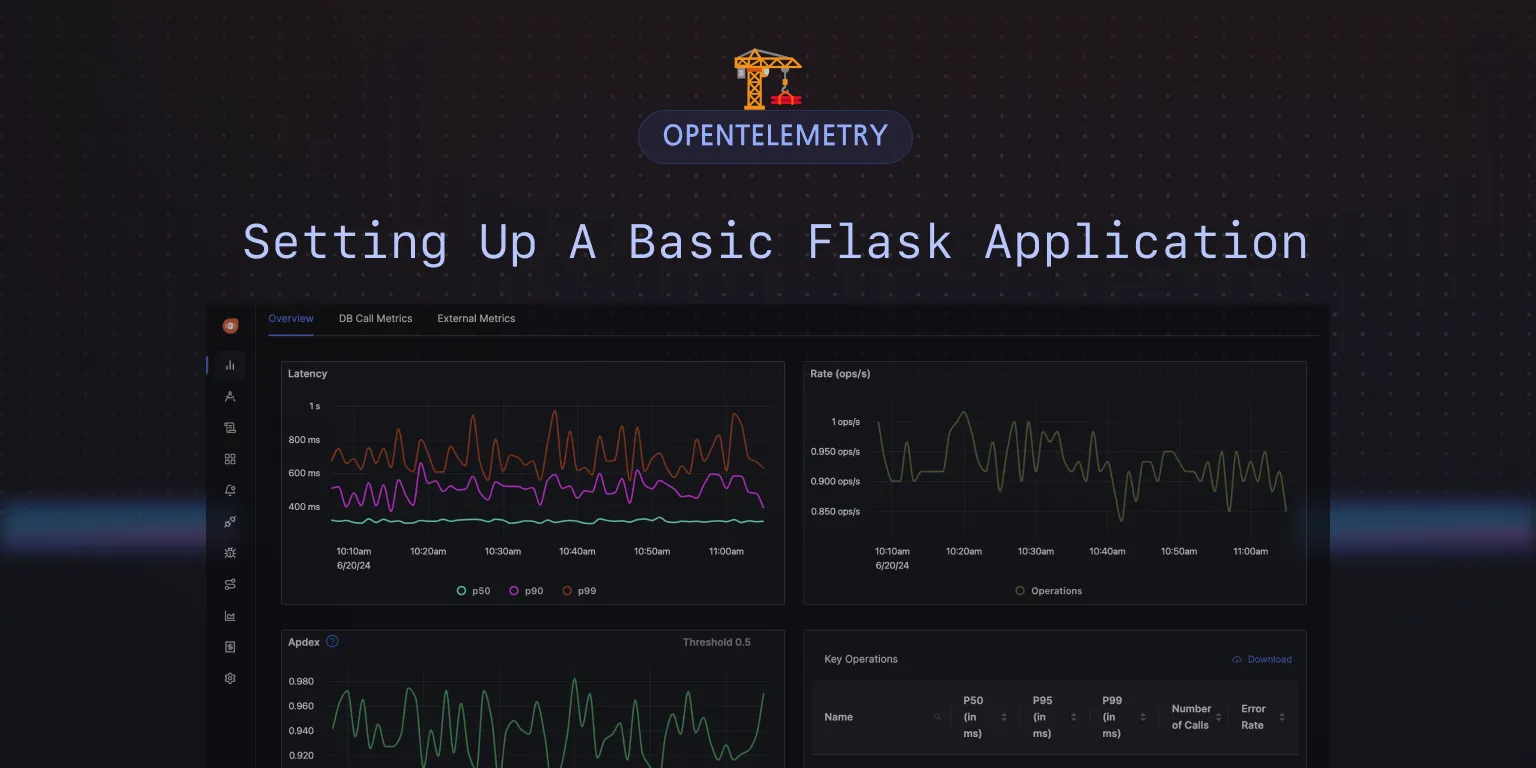 OPENTELEMETRY
Setting Up A Basic Flask Application
Overview DB Call Metrics External Metrics
Latency
1 s
800 ms
600 ms
400 ms
10:10am 10:20am 10:30am 10:40am 10:50am 11:00am
6/20/24
p50 p90 p99
Rate (ops/s)
1 ops/s
0.950 ops/s
0.900 ops/s
0.850 ops/s
10:10am 10:20am 10:30am 10:40am 10:50am 11:00am
6/20/24
Operations
Apdex ? Threshold 0.5
0.980
0.960
0.940
0.920
Key Operations Download
Name
P50
(in
ms)
P95
(in
ms)
P99
(in
ms)
Number
of Calls
Error
Rate